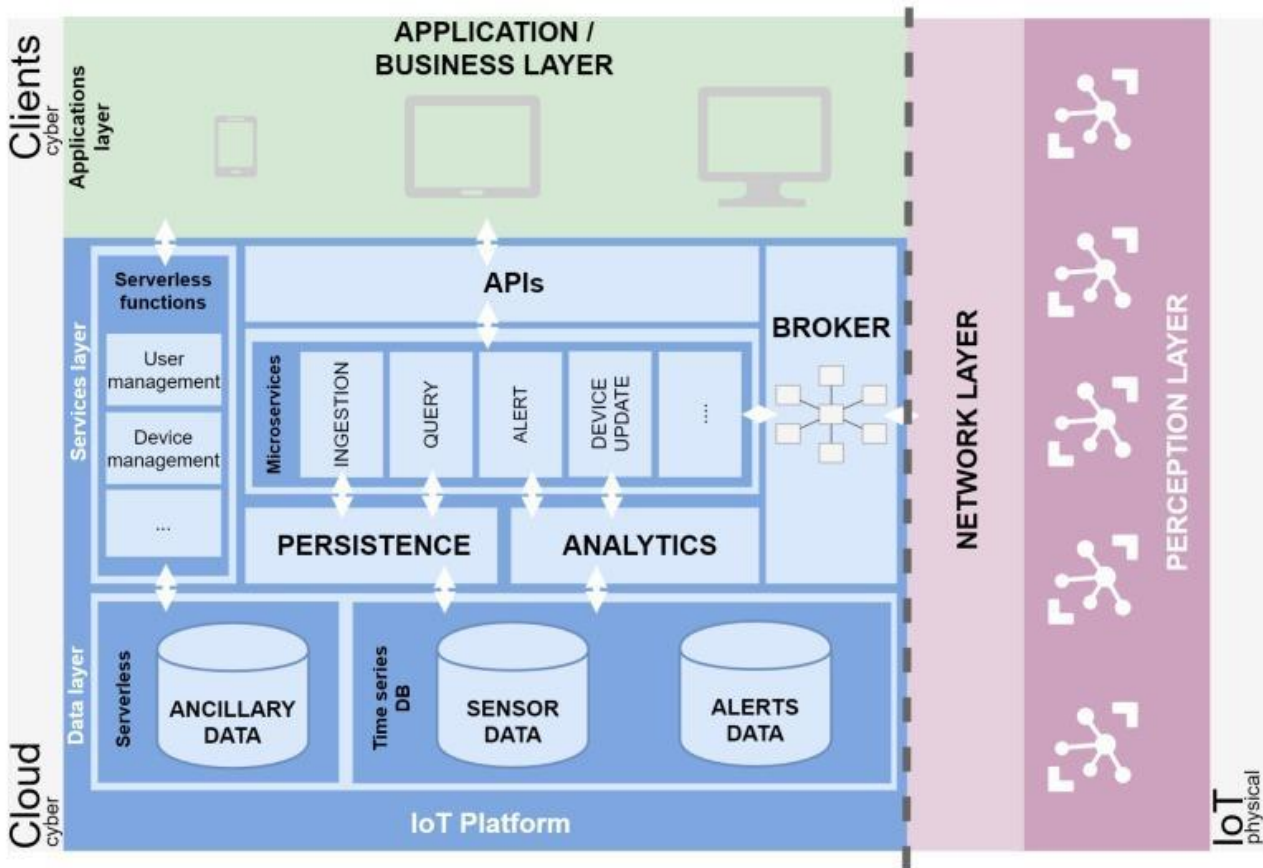 Clients
cyber
Applications
layer
APPLICATION /
BUSINESS LAYER
Services layer
Serverless
functions
User
management
Device
management
...
APIs
Microservices
INGESTION
QUERY
ALERT
DEVICE
UPDATE
....
BROKER
PERSISTENCE
ANALYTICS
Cloud
cyber
Data layer
Serverless
ANCILLARY
DATA
Time series
DB
SENSOR
DATA
ALERTS
DATA
IoT Platform
NETWORK LAYER
PERCEPTION LAYER
IoT
physical